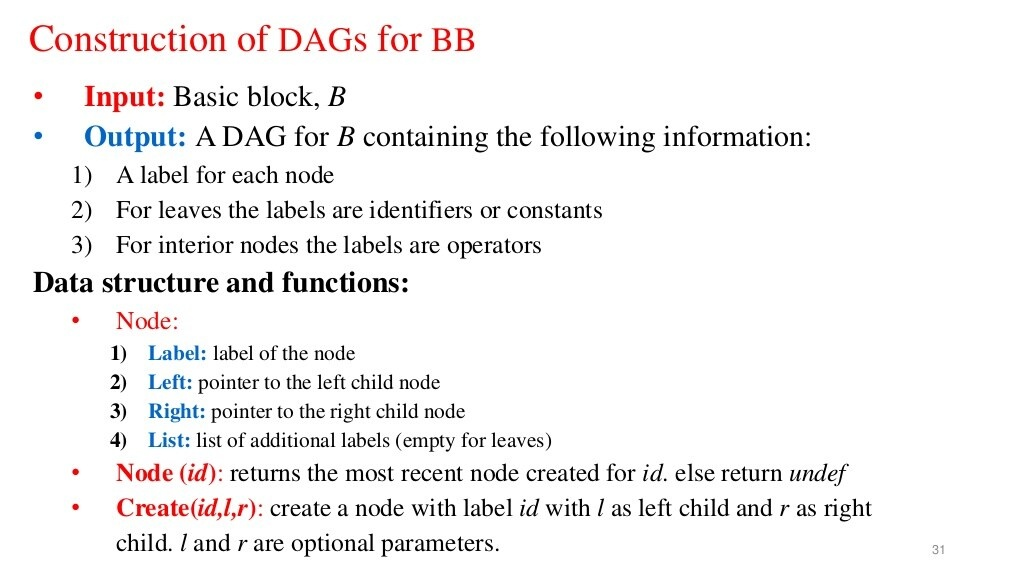 Construction of DAGs for BB
• Input: Basic block, B
• Output: A DAG for B containing the following information:
1) A label for each node
2) For leaves the labels are identifiers or constants
3) For interior nodes the labels are operators
Data structure and functions:
• Node:
1) Label: label of the node
2) Left: pointer to the left child node
3) Right: pointer to the right child node
4) List: list of additional labels (empty for leaves)
• Node (id): returns the most recent node created for id. else return undef
• Create(id,l,r): create a node with label id with l as left child and r as right
child. l and r are optional parameters.
31